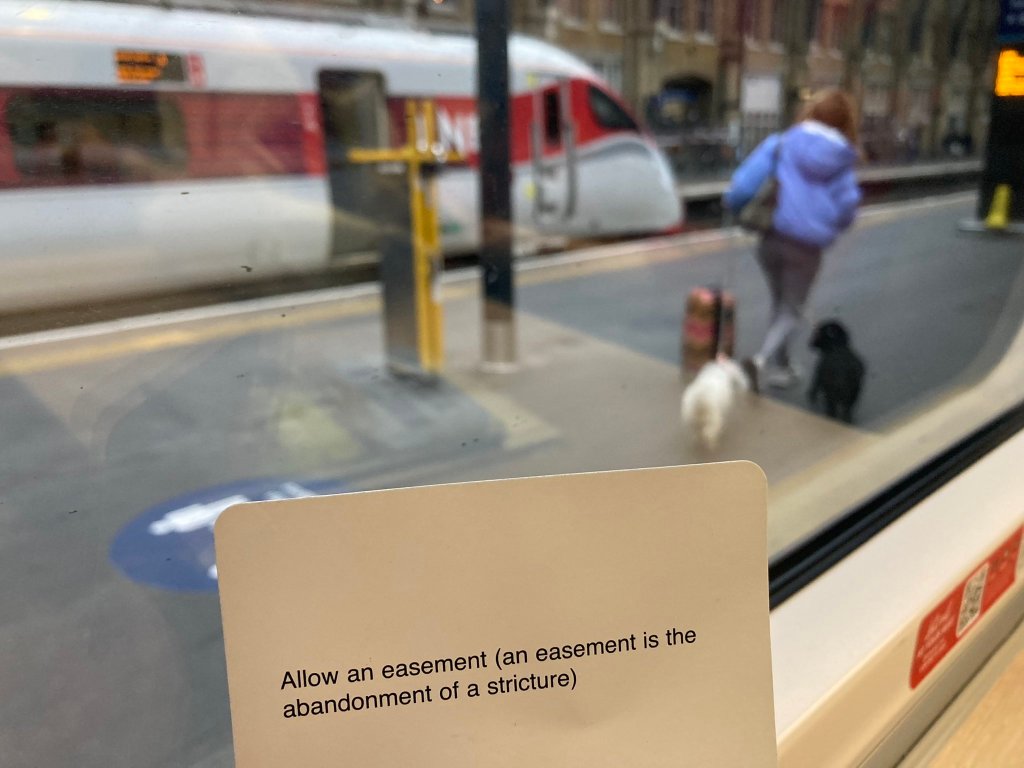 Allow an easement (an easement is the
abandonment of a stricture)